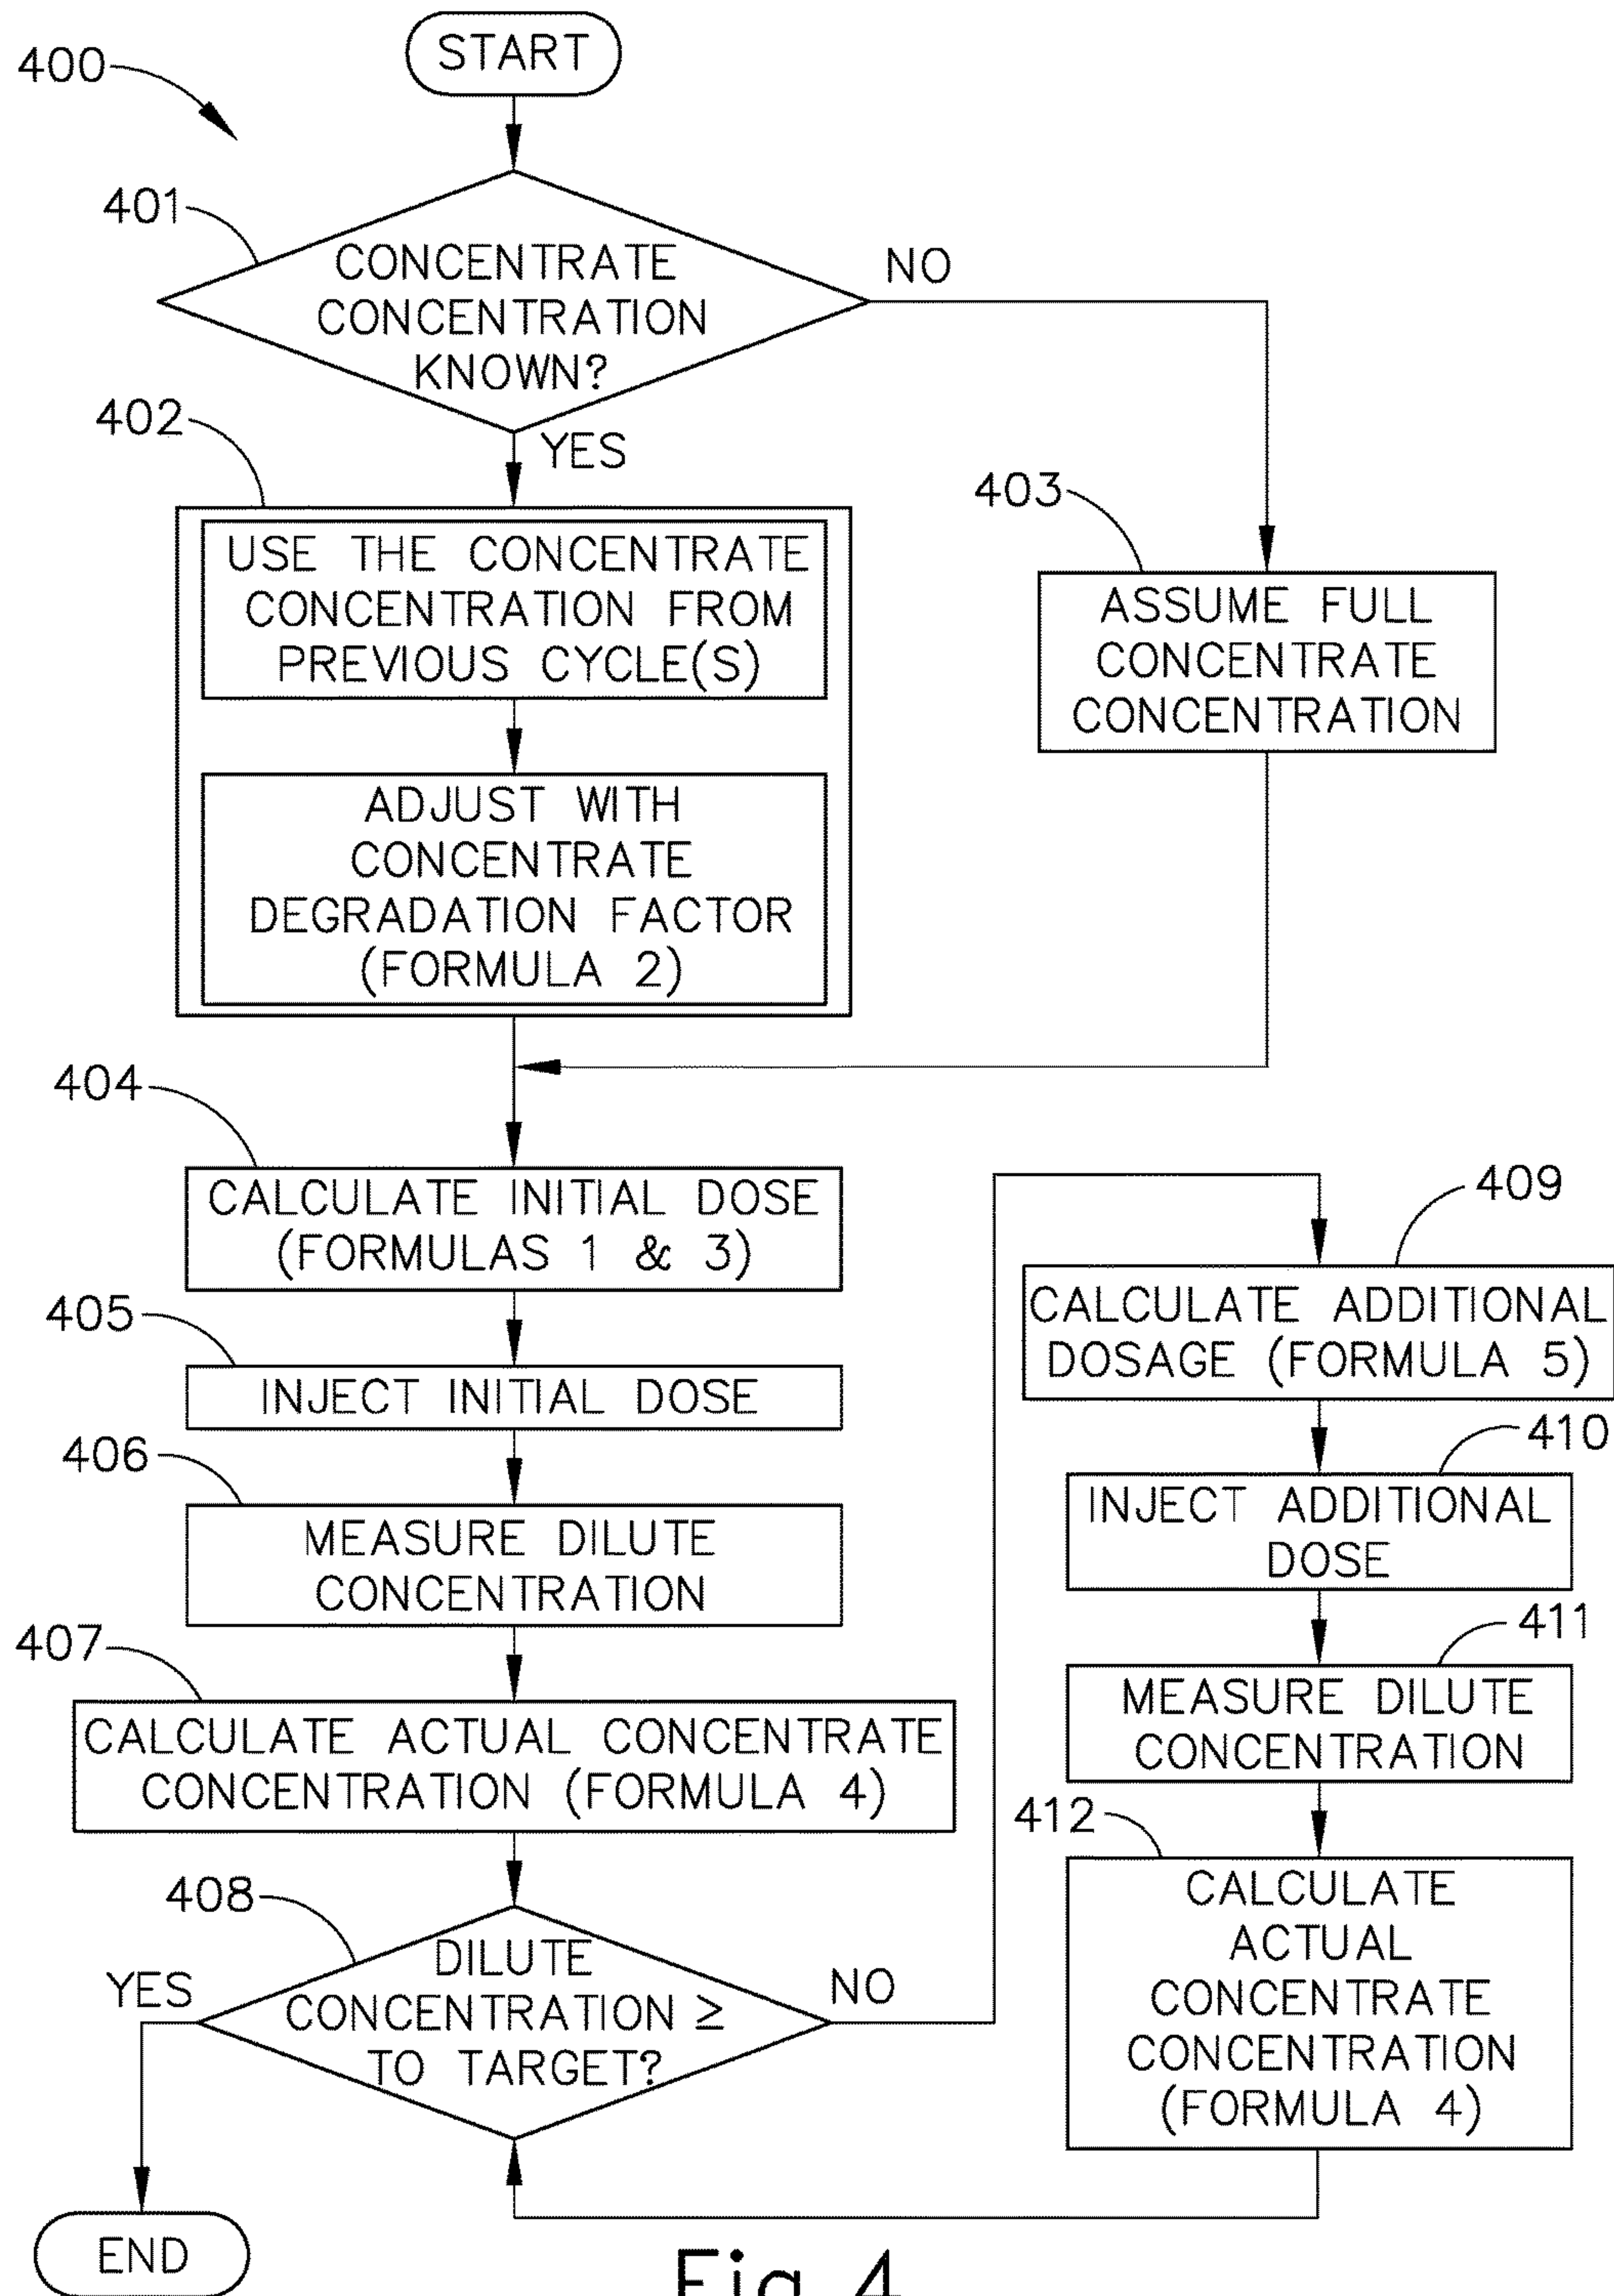 START
400
401
CONCENTRATE
CONCENTRATION
KNOWN?
NO
402
YES
USE THE CONCENTRATE
CONCENTRATION FROM
PREVIOUS CYCLE(S)
403
ASSUME FULL
CONCENTRATE
CONCENTRATION
ADJUST WITH
CONCENTRATE
DEGRADATION FACTOR
(FORMULA 2)
404
CALCULATE INITIAL DOSE
(FORMULAS 1 & 3)
405
INJECT INITIAL DOSE
406
MEASURE DILUTE
CONCENTRATION
407
CALCULATE ACTUAL CONCENTRATE
CONCENTRATION (FORMULA 4)
408
DILUTE
CONCENTRATION ≥
TO TARGET?
YES
NO
END
409
CALCULATE ADDITIONAL
DOSAGE (FORMULA 5)
410
INJECT ADDITIONAL
DOSE
411
MEASURE DILUTE
CONCENTRATION
412
CALCULATE
ACTUAL
CONCENTRATE
CONCENTRATION
(FORMULA 4)
Fig. 4